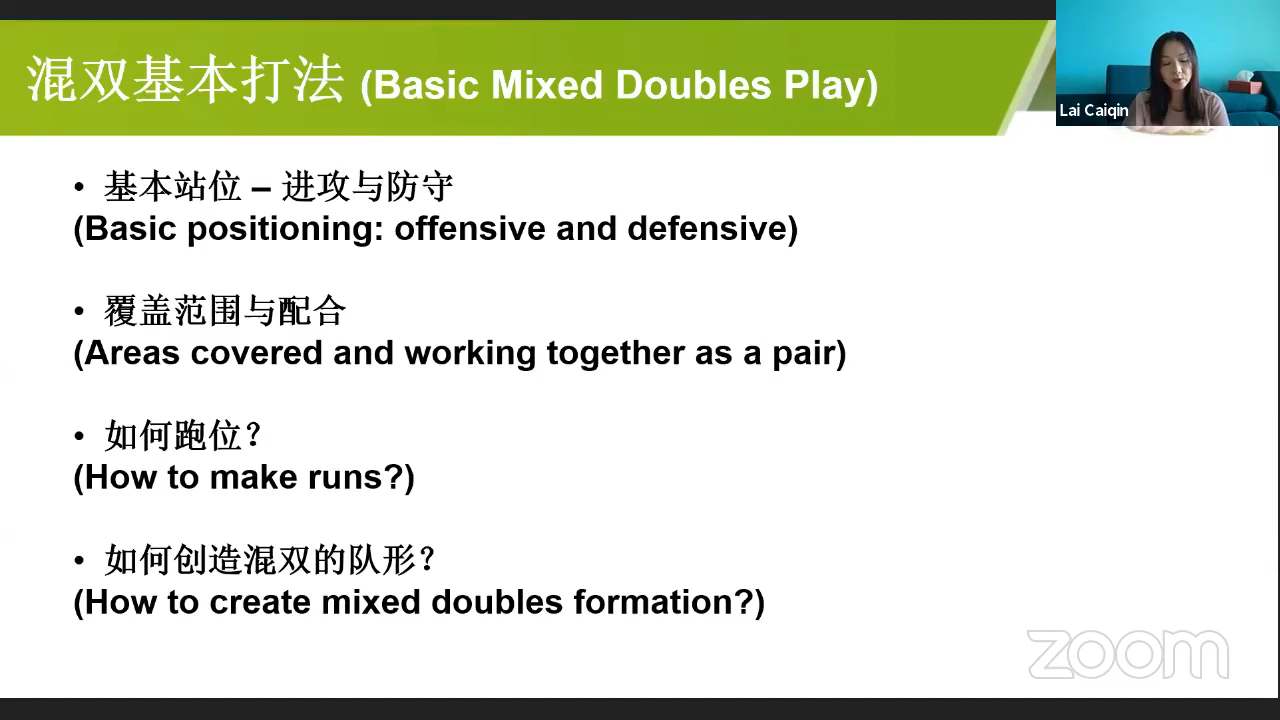 混双基本打法 (Basic Mixed Doubles Play)
Lai Caiqin
• 基本站位 – 进攻与防守
(Basic positioning: offensive and defensive)
• 覆盖范围与配合
(Areas covered and working together as a pair)
• 如何跑位？
(How to make runs?)
• 如何创造混双的队形？
(How to create mixed doubles formation?)
zoom